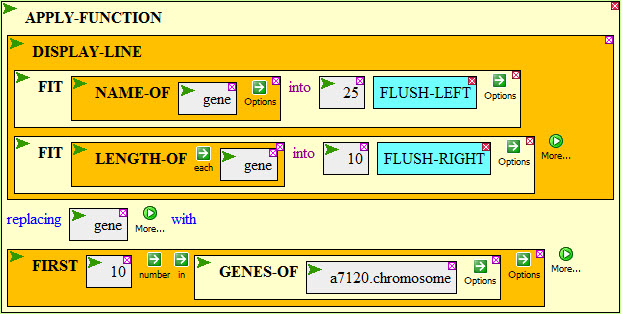 APPLY-FUNCTION
DISPLAY-LINE
FIT NAME-OF gene Options into 25 FLUSH-LEFT Options
FIT LENGTH-OF each gene into 10 FLUSH-RIGHT Options More...
replacing gene More... with
FIRST 10 number in GENES-OF a7120.chromosome Options Options More...